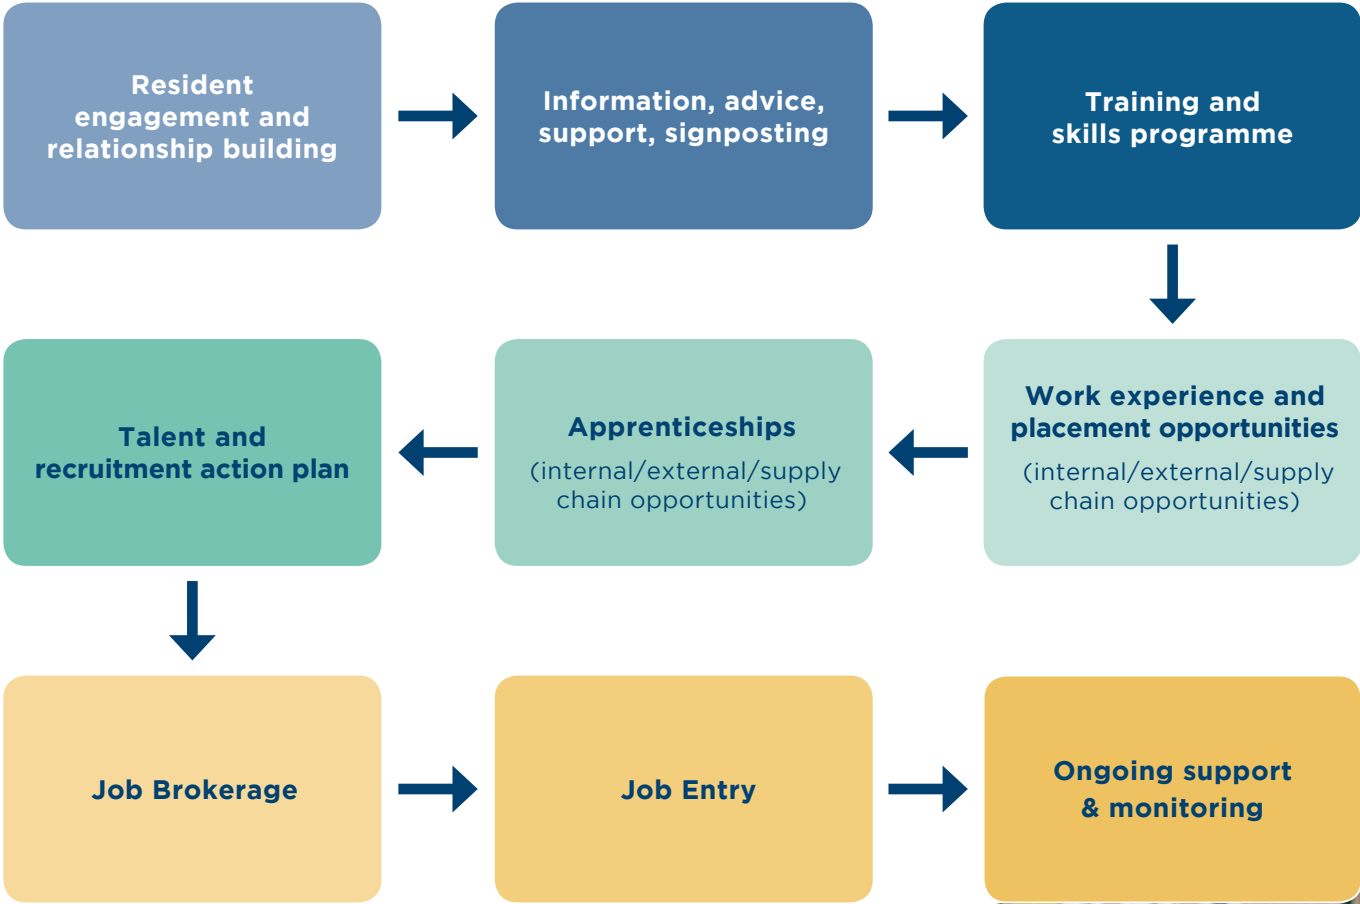 Resident
engagement and
relationship building
Information, advice,
support, signposting
Training and
skills programme
Work experience and
placement opportunities
(internal/external/supply
chain opportunities)
Apprenticeships
(internal/external/supply
chain opportunities)
Talent and
recruitment action plan
Job Brokerage
Job Entry
Ongoing support
& monitoring